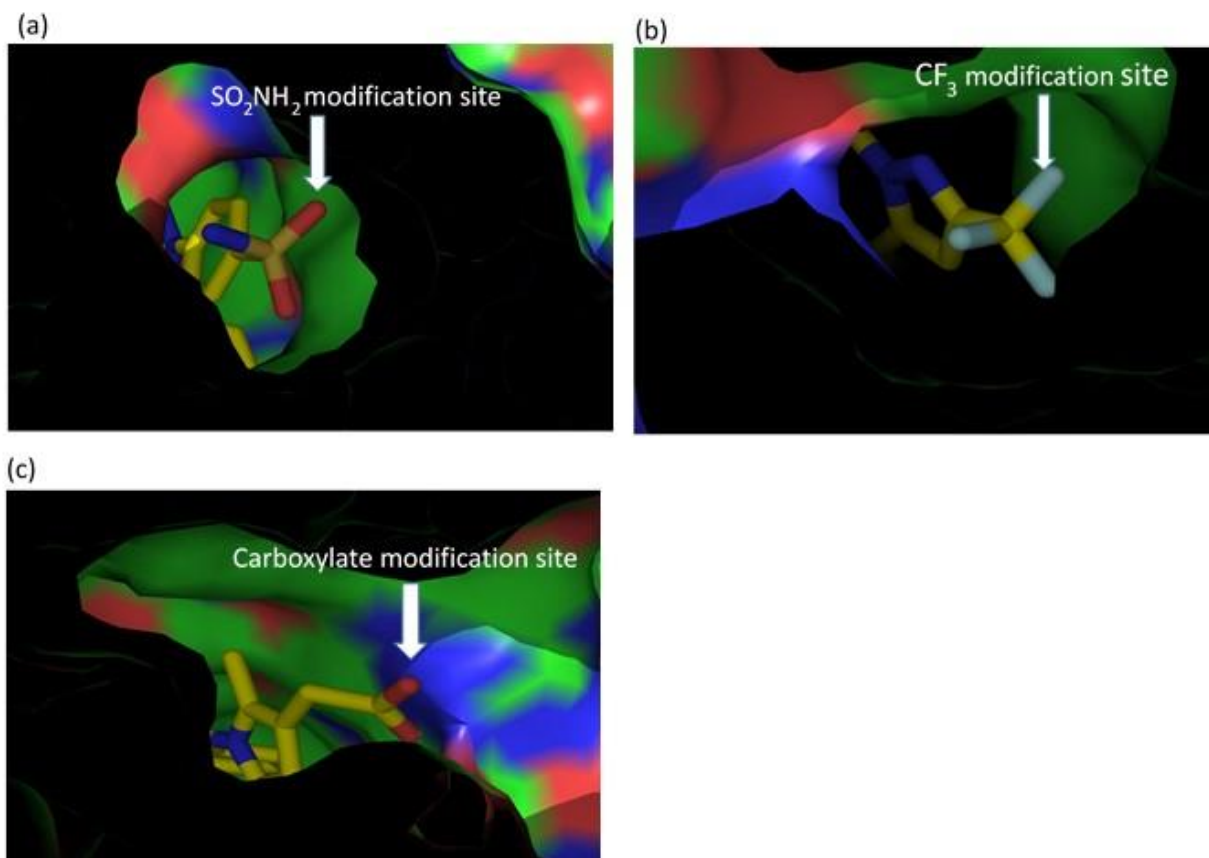 (a)
SO₂NH₂ modification site
(b)
CF₃ modification site
(c)
Carboxylate modification site